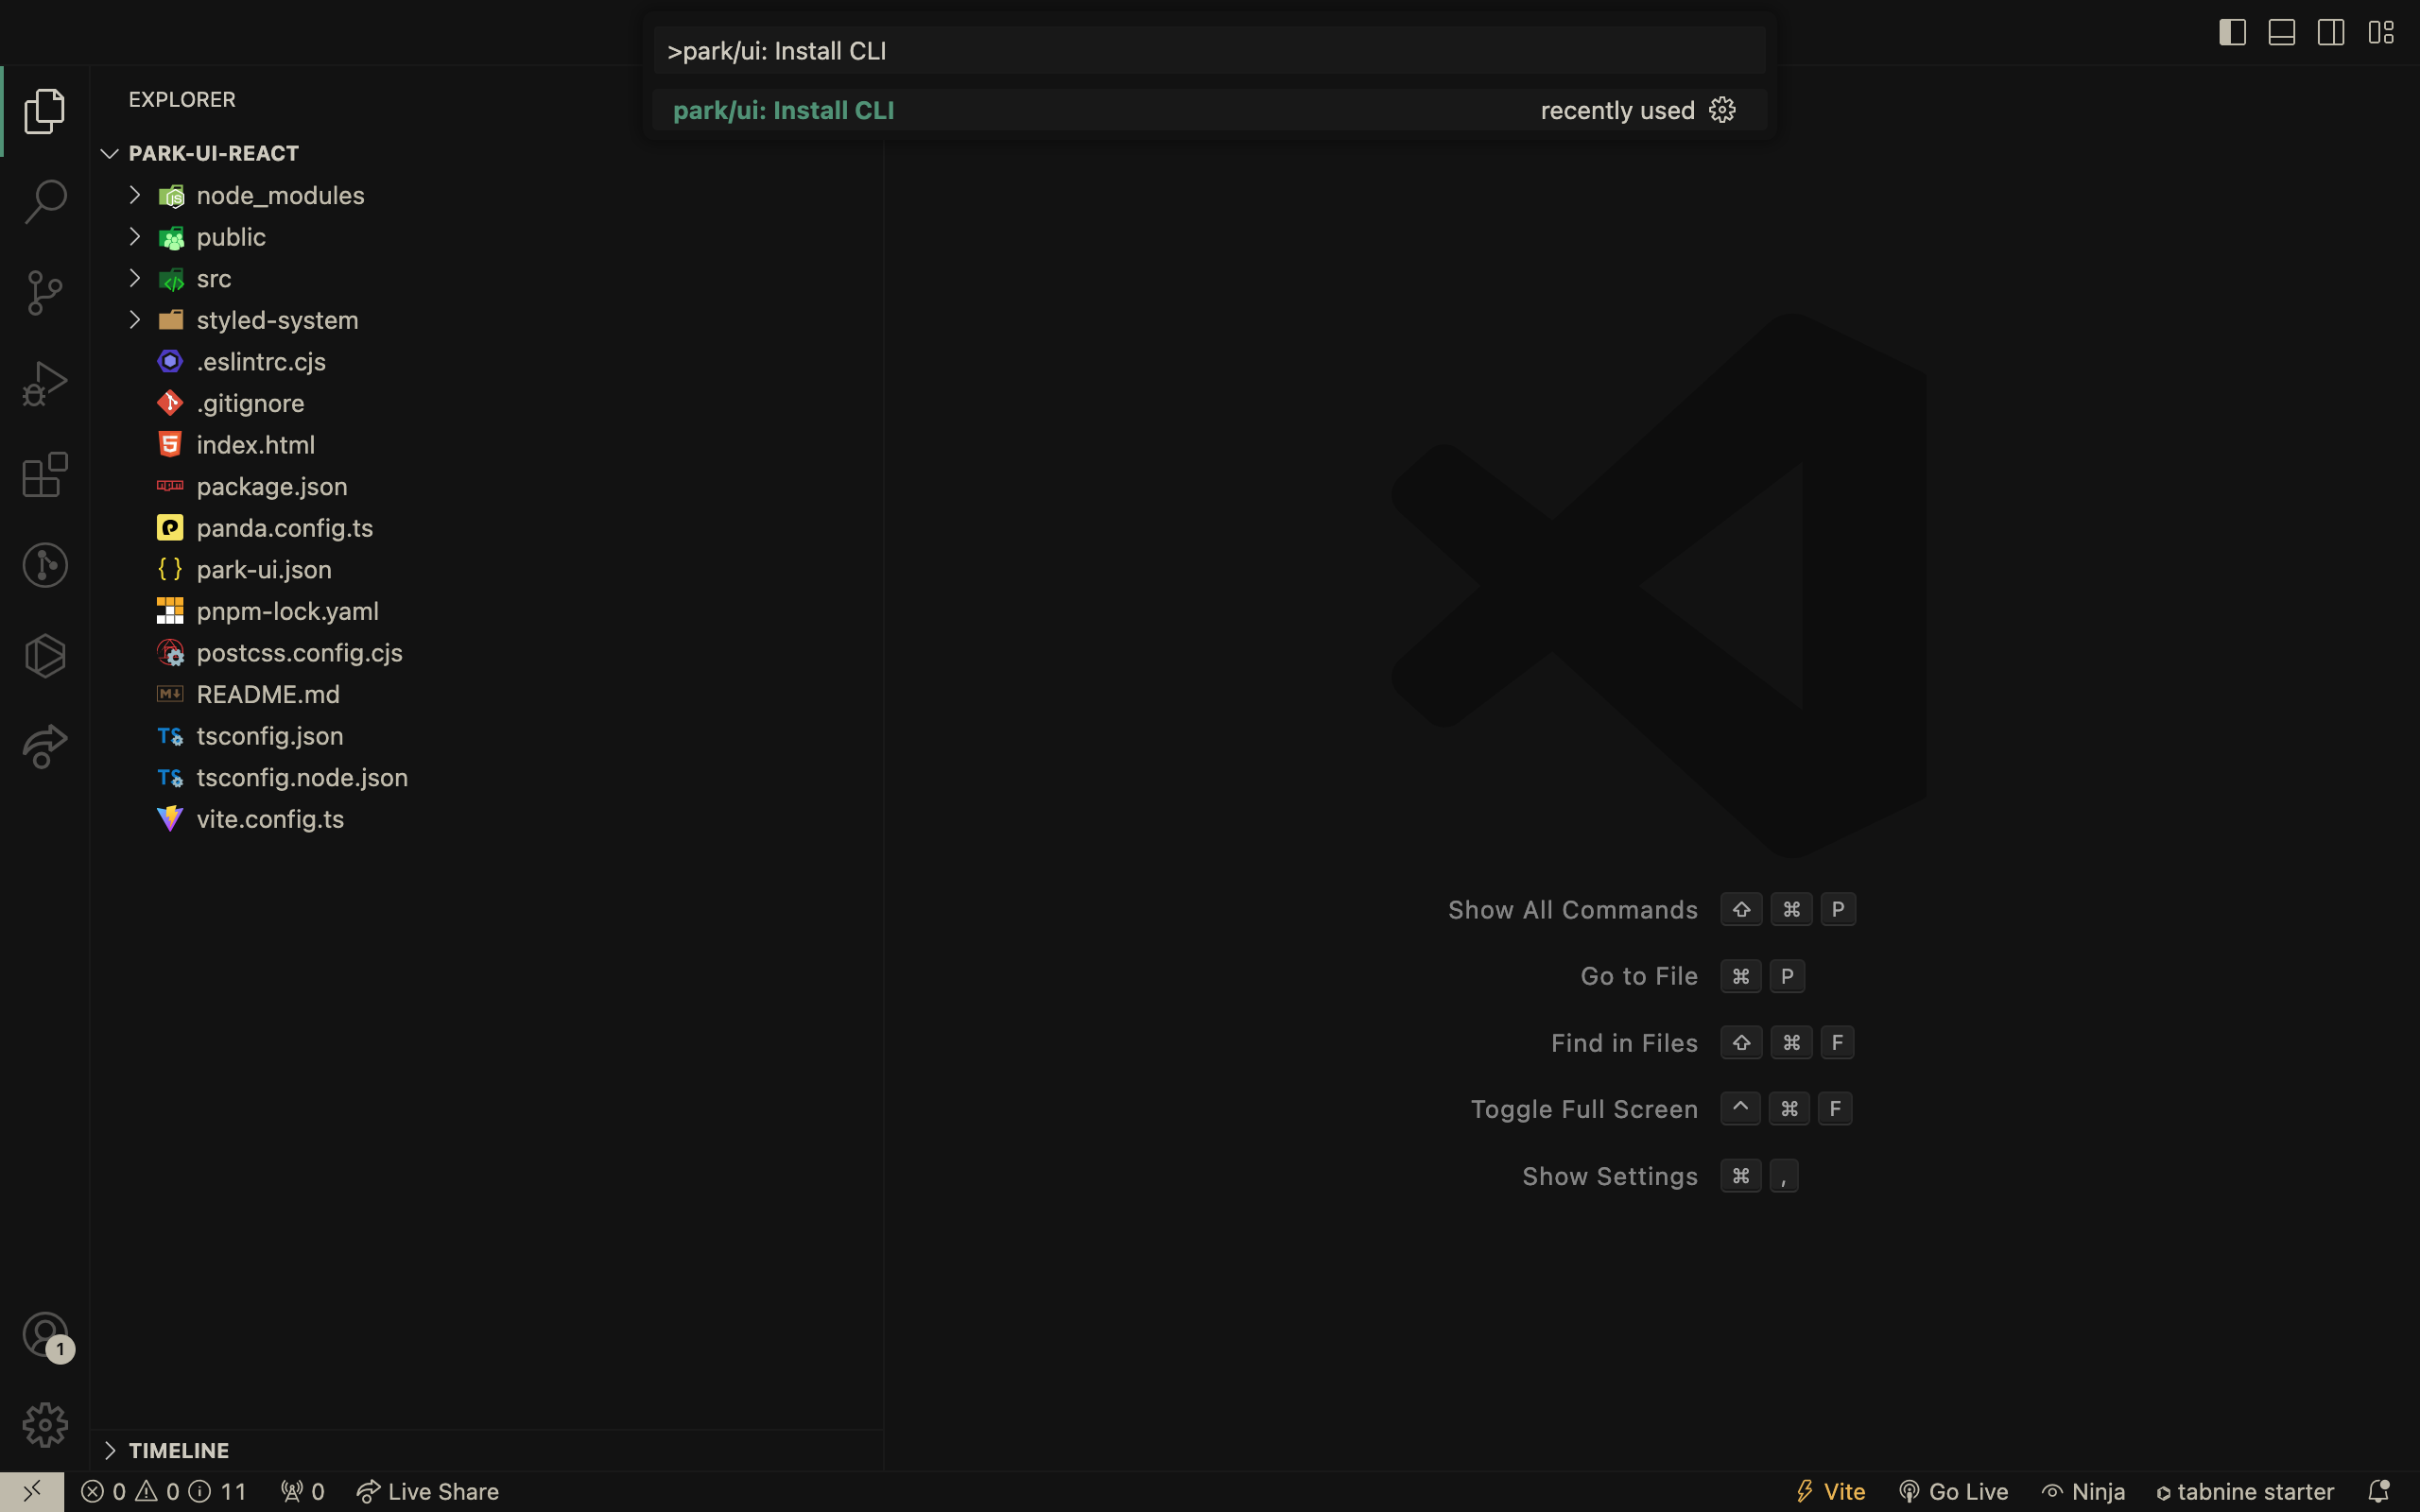 >park/ui: Install CLI
park/ui: Install CLI recently used
EXPLORER
PARK-UI-REACT
node_modules
public
src
styled-system
.eslintrc.cjs
.gitignore
index.html
package.json
panda.config.ts
park-ui.json
pnpm-lock.yaml
postcss.config.cjs
README.md
tsconfig.json
tsconfig.node.json
vite.config.ts
Show All Commands ⇧ ⌘ P
Go to File ⌘ P
Find in Files ⇧ ⌘ F
Toggle Full Screen ^ ⌘ F
Show Settings ⌘ ,
1
TIMELINE
0 0 11 0 Live Share Vite Go Live Ninja tabnine starter